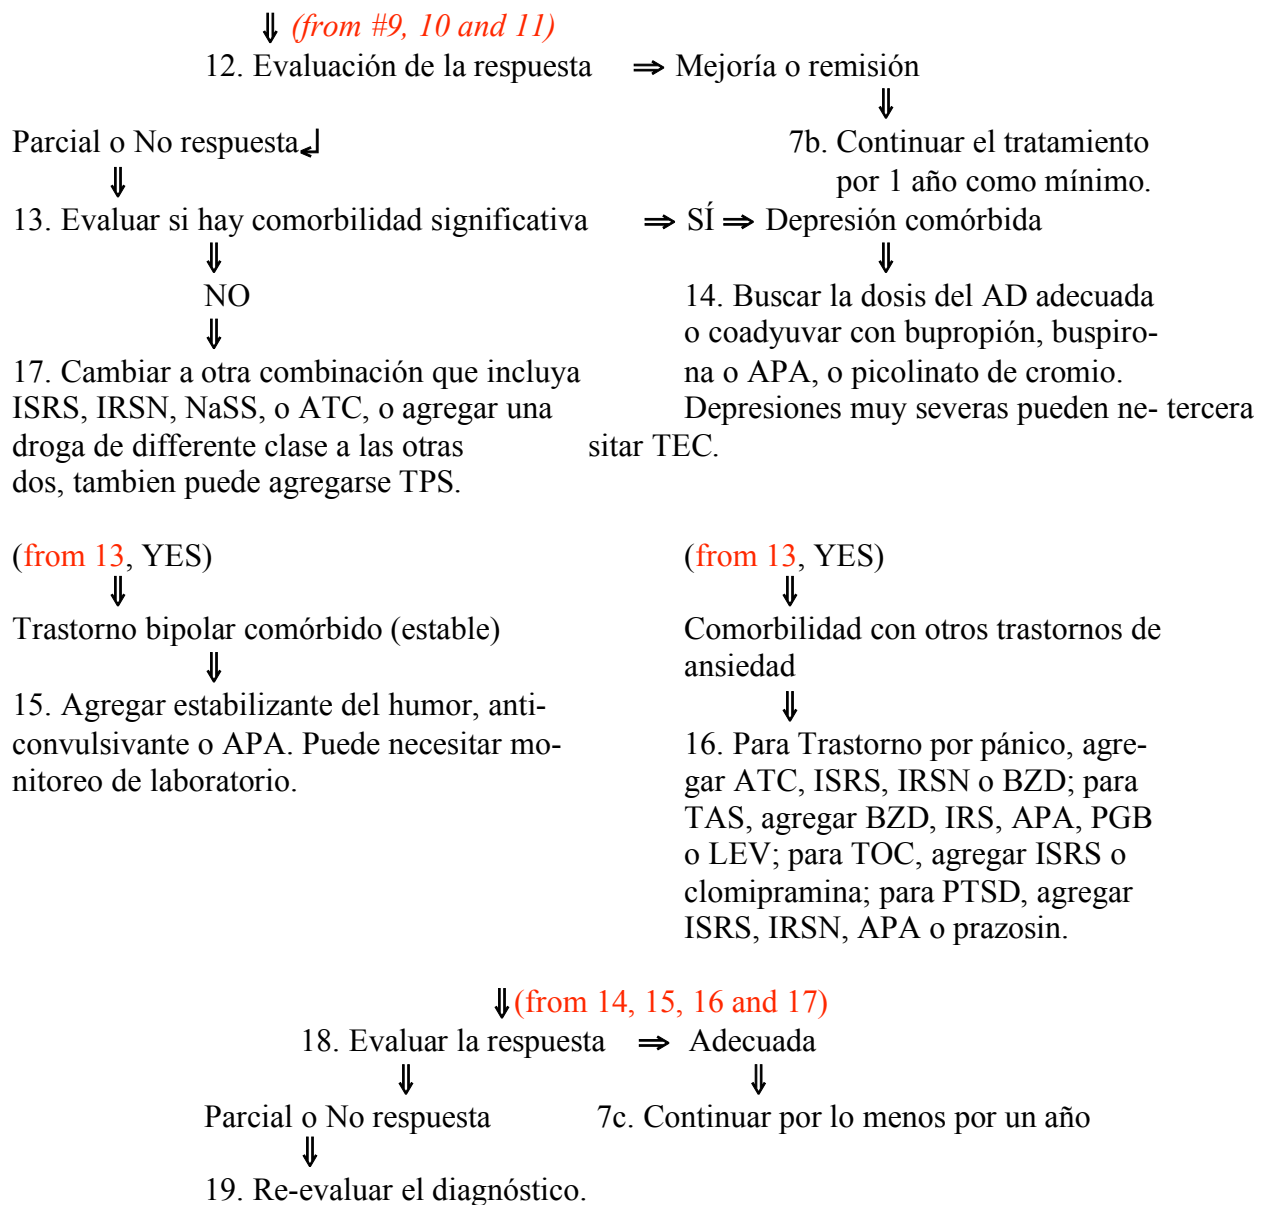 ⇓ (from #9, 10 and 11)
12. Evaluación de la respuesta ⇒ Mejoría o remisión
⇓
Parcial o No respuesta↲ 7b. Continuar el tratamiento
⇓ por 1 año como mínimo.
13. Evaluar si hay comorbilidad significativa ⇒ SÍ ⇒ Depresión comórbida
⇓ ⇓
NO 14. Buscar la dosis del AD adecuada
⇓ o coadyuvar con bupropión, buspiro-
17. Cambiar a otra combinación que incluya na o APA, o picolinato de cromio.
ISRS, IRSN, NaSS, o ATC, o agregar una Depresiones muy severas pueden ne- tercera
droga de differente clase a las otras sitar TEC.
dos, tambien puede agregarse TPS.
(from 13, YES) (from 13, YES)
⇓ ⇓
Trastorno bipolar comórbido (estable) Comorbilidad con otros trastornos de
⇓ ansiedad
15. Agregar estabilizante del humor, anti- ⇓
convulsivante o APA. Puede necesitar mo- 16. Para Trastorno por pánico, agre-
nitoreo de laboratorio. gar ATC, ISRS, IRSN o BZD; para
TAS, agregar BZD, IRS, APA, PGB
o LEV; para TOC, agregar ISRS o
clomipramina; para PTSD, agregar
ISRS, IRSN, APA o prazosin.
⇓(from 14, 15, 16 and 17)
18. Evaluar la respuesta ⇒ Adecuada
⇓ ⇓
Parcial o No respuesta 7c. Continuar por lo menos por un año
⇓
19. Re-evaluar el diagnóstico.